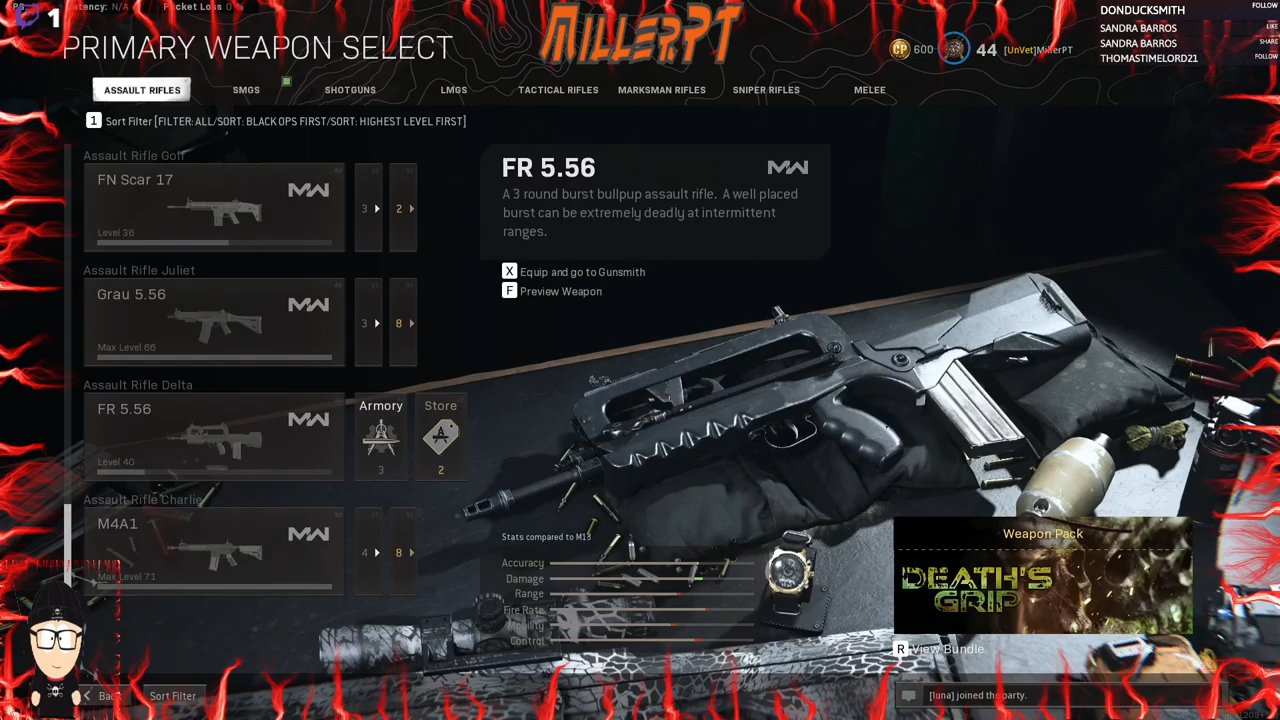 1
Latency: N/A Packet Loss 0 %
MILLERPT
DONDUCKSMITH FOLLOW
SANDRA BARROS LIKE
SANDRA BARROS SHARE
THOMASTIMELORD21 FOLLOW
PRIMARY WEAPON SELECT
CP 600 44 [UnVet]MillerPT
ASSAULT RIFLES SMGS SHOTGUNS LMGS TACTICAL RIFLES MARKSMAN RIFLES SNIPER RIFLES MELEE
1 Sort Filter [FILTER: ALL/SORT: BLACK OPS FIRST/SORT: HIGHEST LEVEL FIRST]
Assault Rifle Golf
FN Scar 17 MW
3 2
Level 36
Assault Rifle Juliet
Grau 5.56 MW
3 8
Max Level 66
Assault Rifle Delta
FR 5.56 MW
Armory Store
3 2
Level 40
Assault Rifle Charlie
M4A1 MW
4 8
Max Level 71
FR 5.56 MW
A 3 round burst bullpup assault rifle. A well placed
burst can be extremely deadly at intermittent
ranges.
X Equip and go to Gunsmith
F Preview Weapon
Stats compared to M13
Accuracy
Damage
Range
Fire Rate
Mobility
Control
Weapon Pack
DEATH'S
GRIP
R View Bundle
Back Sort Filter
[luna] joined the party.